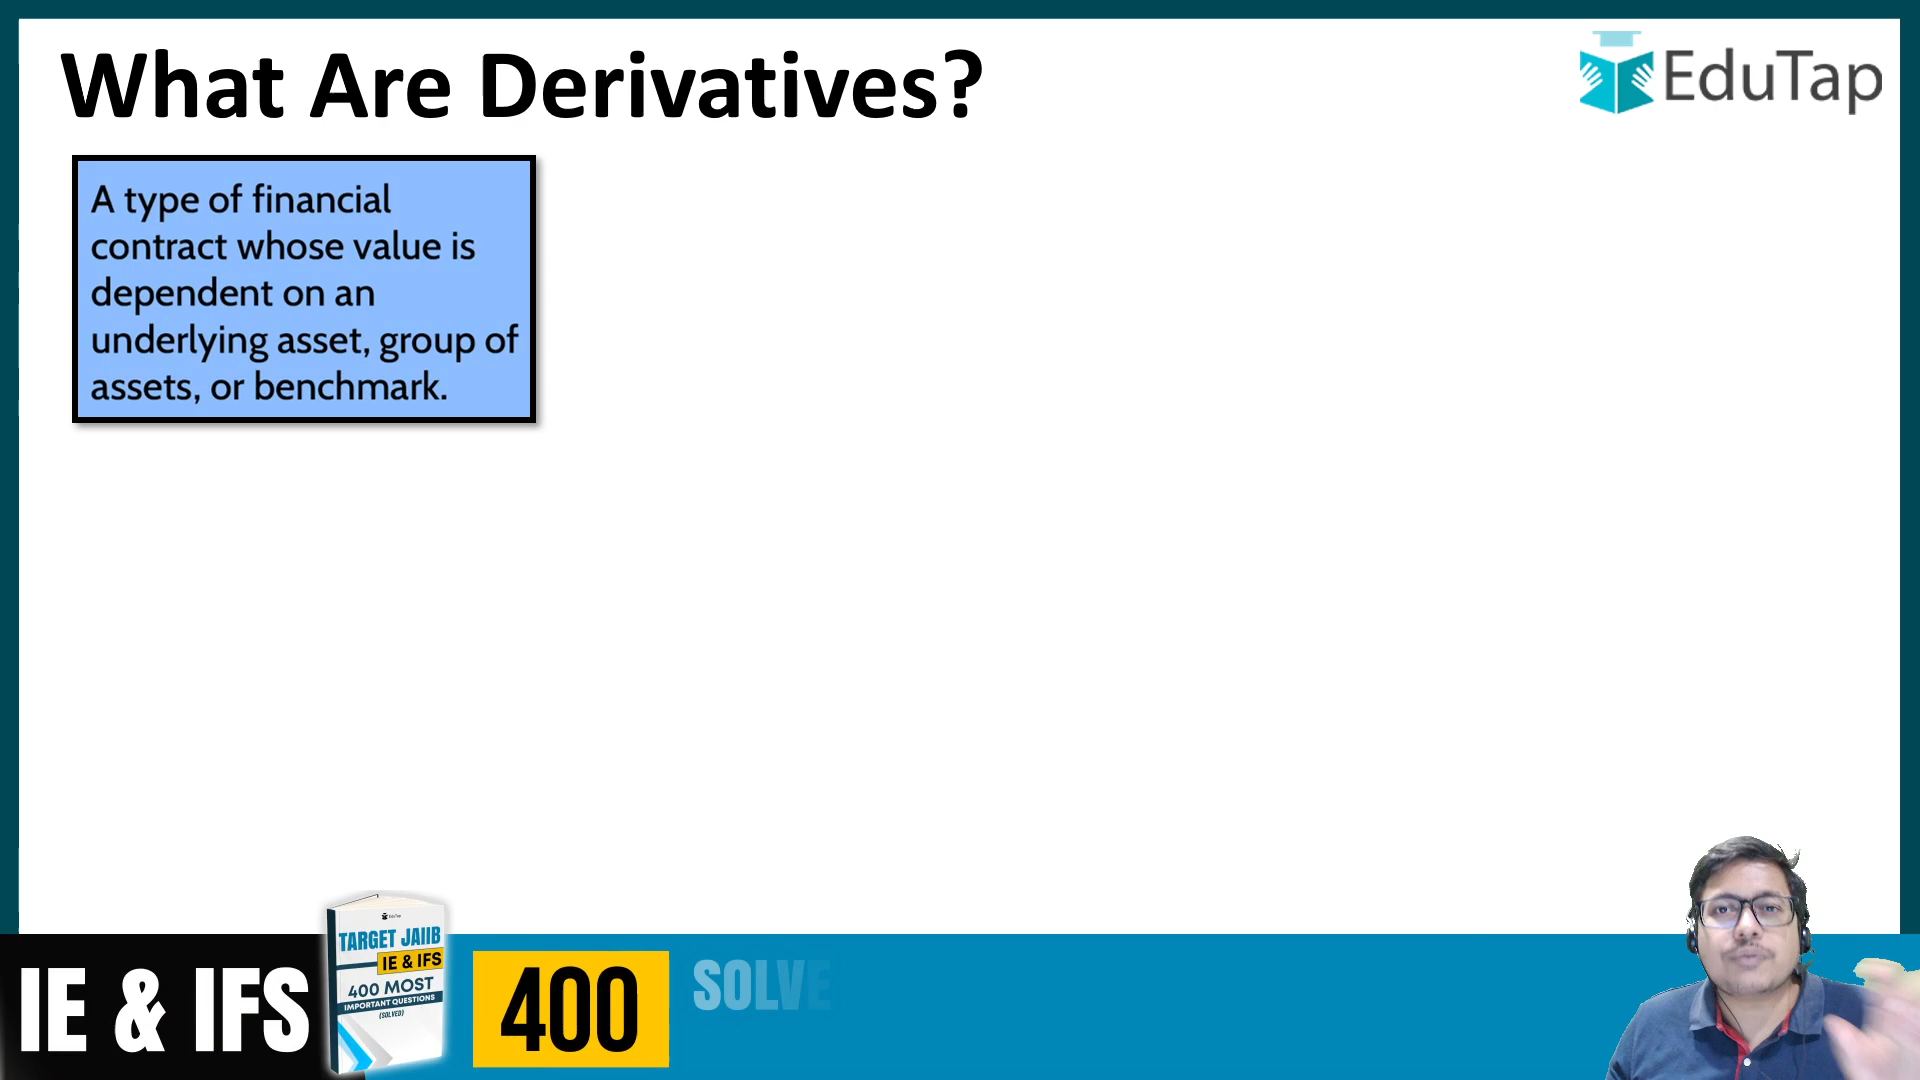 What Are Derivatives?
EduTap
A type of financial
contract whose value is
dependent on an
underlying asset, group of
assets, or benchmark.
EduTap
TARGET JAIIB
IE & IFS
400 MOST
IMPORTANT QUESTIONS
(SOLVED)
IE & IFS
400
SOLVE